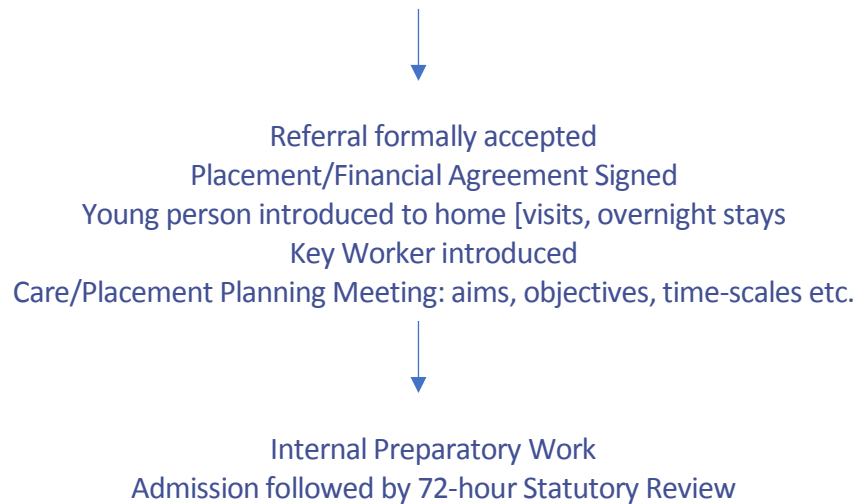 Referral formally accepted
Placement/Financial Agreement Signed
Young person introduced to home [visits, overnight stays
Key Worker introduced
Care/Placement Planning Meeting: aims, objectives, time-scales etc.
Internal Preparatory Work
Admission followed by 72-hour Statutory Review